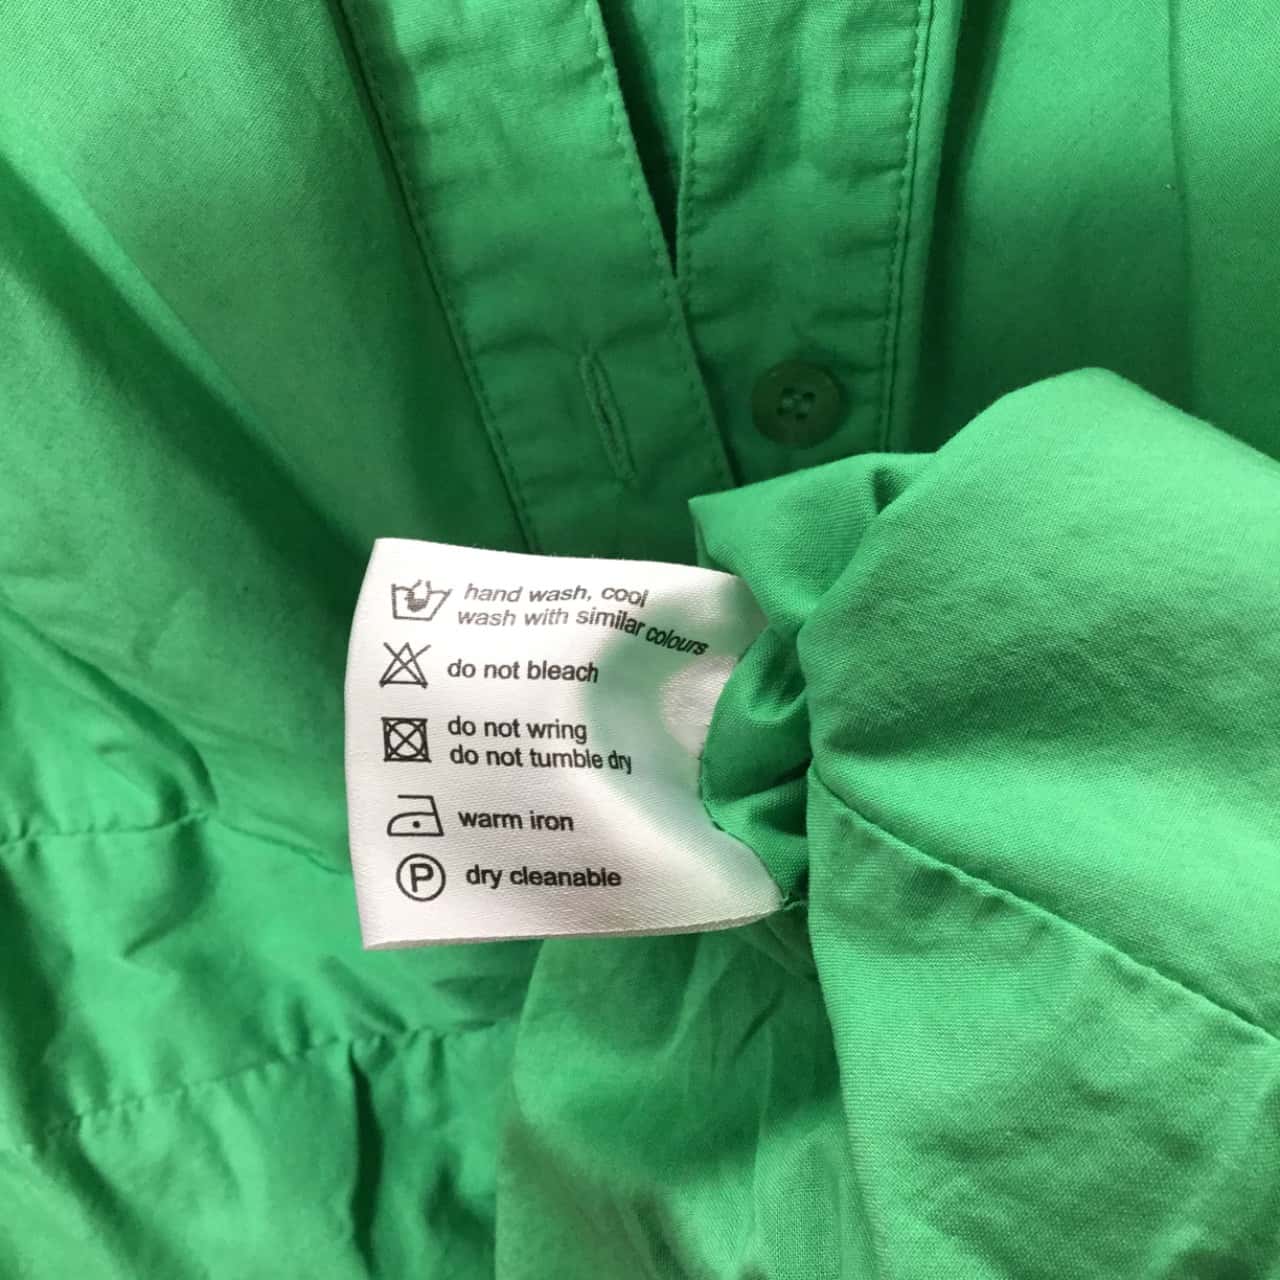 hand wash, cool
wash with similar colours
do not bleach
do not wring
do not tumble dry
warm iron
P dry cleanable